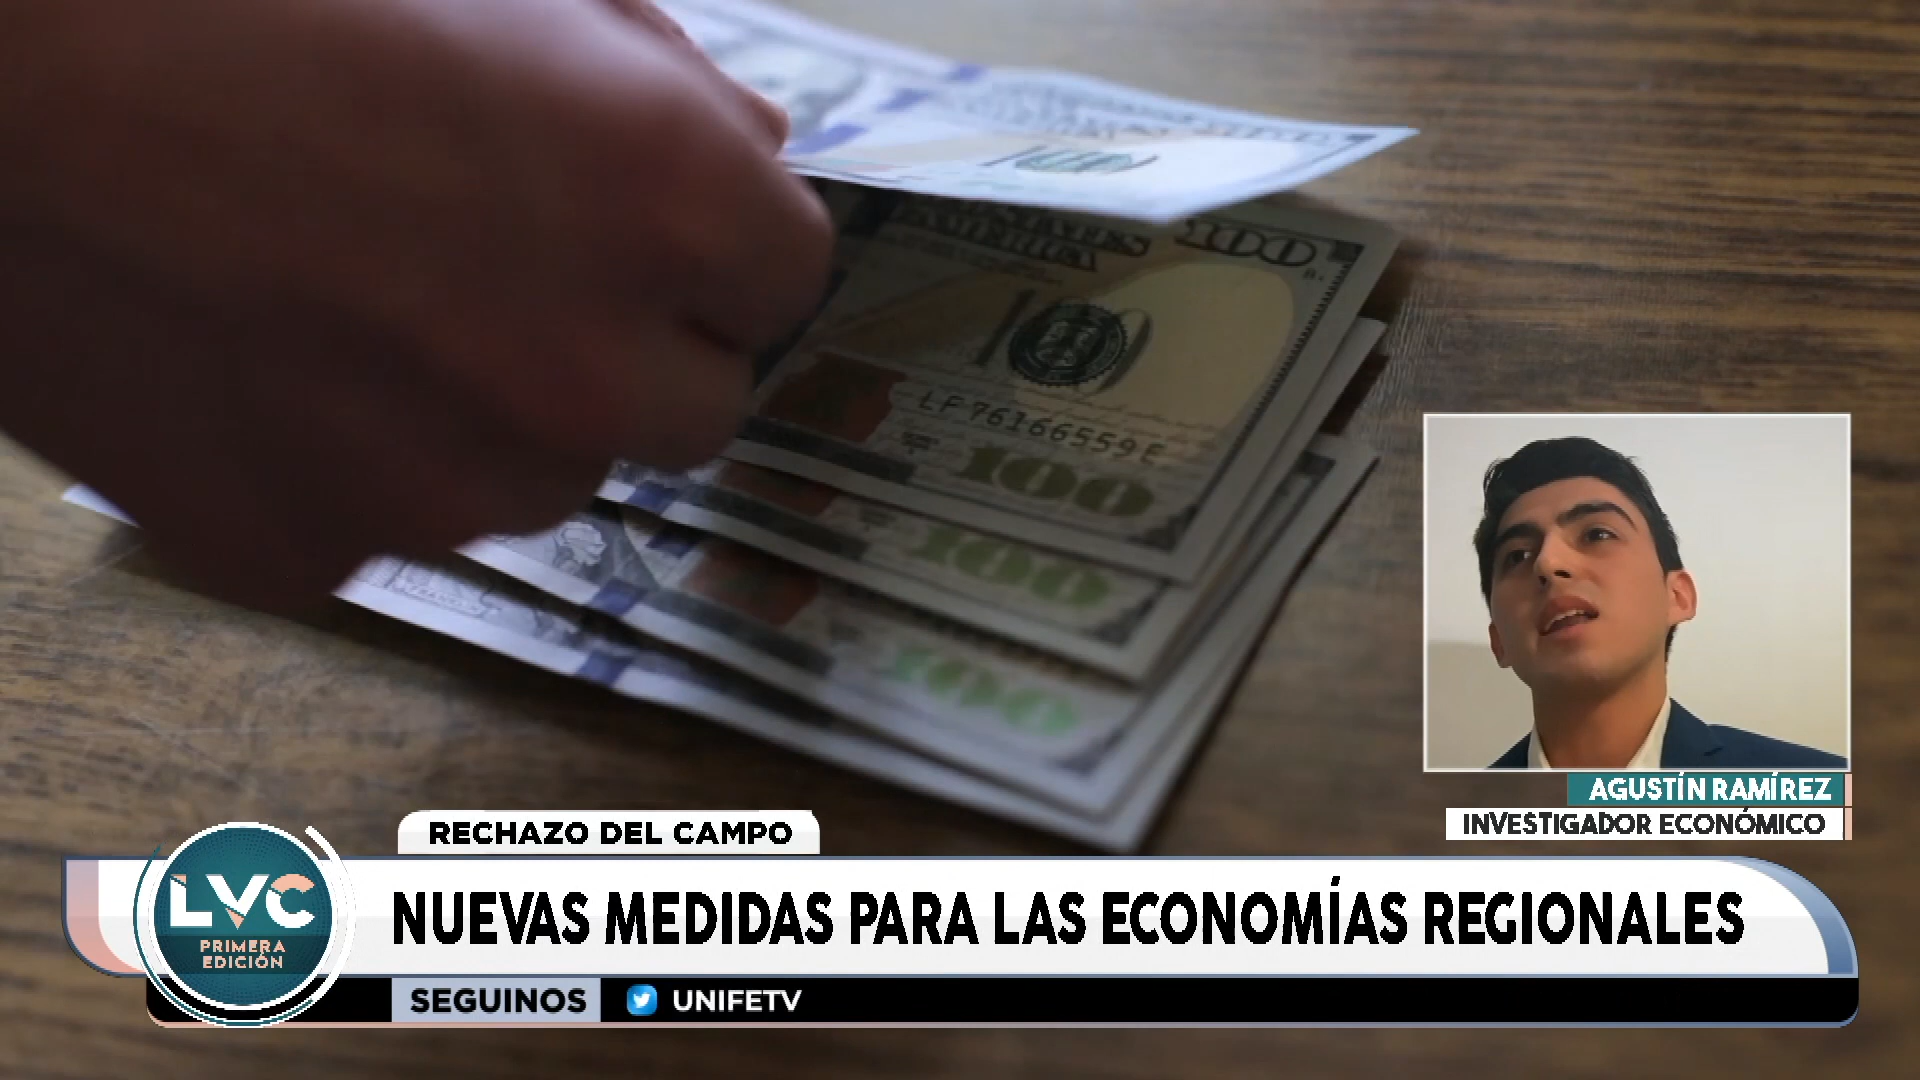 100
LF76166559E
100
100
100
AGUSTÍN RAMÍREZ
INVESTIGADOR ECONÓMICO
RECHAZO DEL CAMPO
NUEVAS MEDIDAS PARA LAS ECONOMÍAS REGIONALES
LVC
PRIMERA
EDICIÓN
SEGUINOS UNIFETV